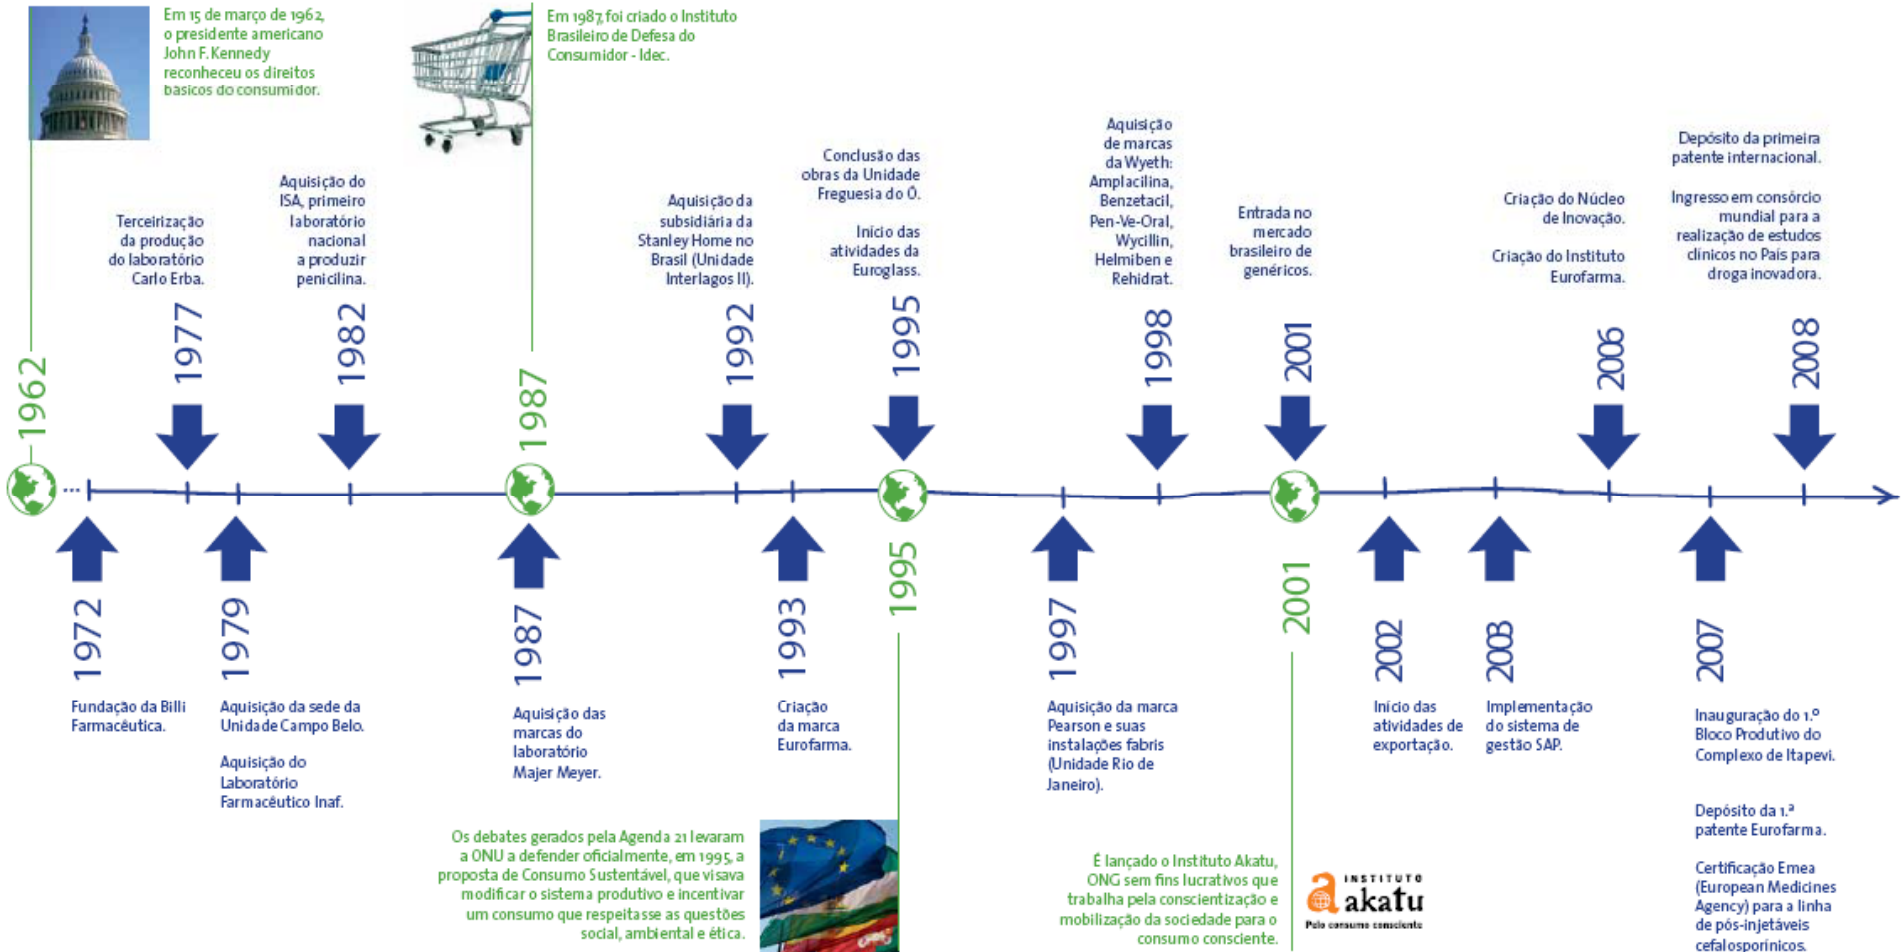 Em 15 de março de 1962,
o presidente americano
John F. Kennedy
reconheceu os direitos
básicos do consumidor.
1962
Em 1987, foi criado o Instituto
Brasileiro de Defesa do
Consumidor - Idec.
1987
Terceirização
da produção
do laboratório
Carlo Erba.
1977
Aquisição do
ISA, primeiro
laboratório
nacional
a produzir
penicilina.
1982
Aquisição da
subsidiária da
Stanley Home no
Brasil (Unidade
Interlagos II).
1992
Conclusão das
obras da Unidade
Freguesia do Ó.
Início das
atividades da
Euroglass.
1995
Aquisição
de marcas
da Wyeth:
Amplacilina,
Benzetacil,
Pen-Ve-Oral,
Wycillin,
Helmiben e
Rehidrat.
1998
Entrada no
mercado
brasileiro de
genéricos.
2001
Criação do Núcleo
de Inovação.
Criação do Instituto
Eurofarma.
2006
Depósito da primeira
patente internacional.
Ingresso em consórcio
mundial para a
realização de estudos
clínicos no País para
droga inovadora.
2008
...
1972
Fundação da Billi
Farmacêutica.
1979
Aquisição da sede da
Unidade Campo Belo.
Aquisição do
Laboratório
Farmacêutico Inaf.
1987
Aquisição das
marcas do
laboratório
Majer Meyer.
1993
Criação
da marca
Eurofarma.
1995
Os debates gerados pela Agenda 21 levaram
a ONU a defender oficialmente, em 1995, a
proposta de Consumo Sustentável, que visava
modificar o sistema produtivo e incentivar
um consumo que respeitasse as questões
social, ambiental e ética.
1997
Aquisição da marca
Pearson e suas
instalações fabris
(Unidade Rio de
Janeiro).
2001
É lançado o Instituto Akatu,
ONG sem fins lucrativos que
trabalha pela conscientização e
mobilização da sociedade para o
consumo consciente.
INSTITUTO
akatu
Pelo consumo consciente
2002
Início das
atividades de
exportação.
2003
Implementação
do sistema de
gestão SAP.
2007
Inauguração do 1.º
Bloco Produtivo do
Complexo de Itapevi.
Depósito da 1.ª
patente Eurofarma.
Certificação Emea
(European Medicines
Agency) para a linha
de pós-injetáveis
cefalosporínicos.